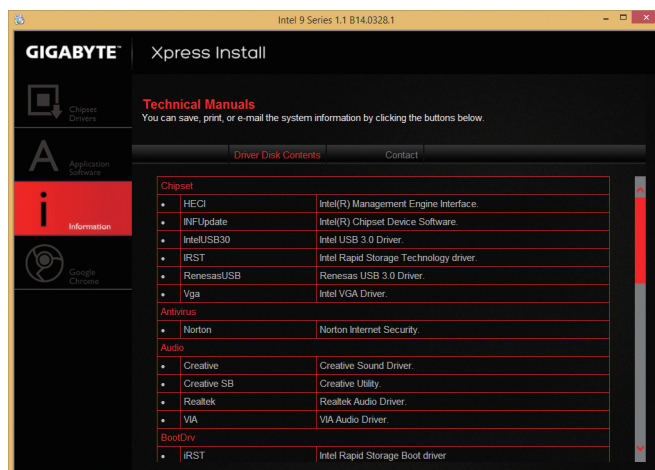 Intel 9 Series 1.1 B14.0328.1
GIGABYTE™
Xpress Install
Chipset
Drivers
Application
Software
Information
Google
Chrome
Technical Manuals
You can save, print, or e-mail the system information by clicking the buttons below.
Driver Disk Contents Contact
Chipset
• HECI Intel(R) Management Engine Interface.
• INFUpdate Intel(R) Chipset Device Software.
• IntelUSB30 Intel USB 3.0 Driver.
• IRST Intel Rapid Storage Technology driver.
• RenesasUSB Renesas USB 3.0 Driver.
• Vga Intel VGA Driver.
Antivirus
• Norton Norton Internet Security.
Audio
• Creative Creative Sound Driver.
• Creative SB Creative Utility.
• Realtek Realtek Audio Driver.
• VIA VIA Audio Driver.
BootDrv
• iRST Intel Rapid Storage Boot driver